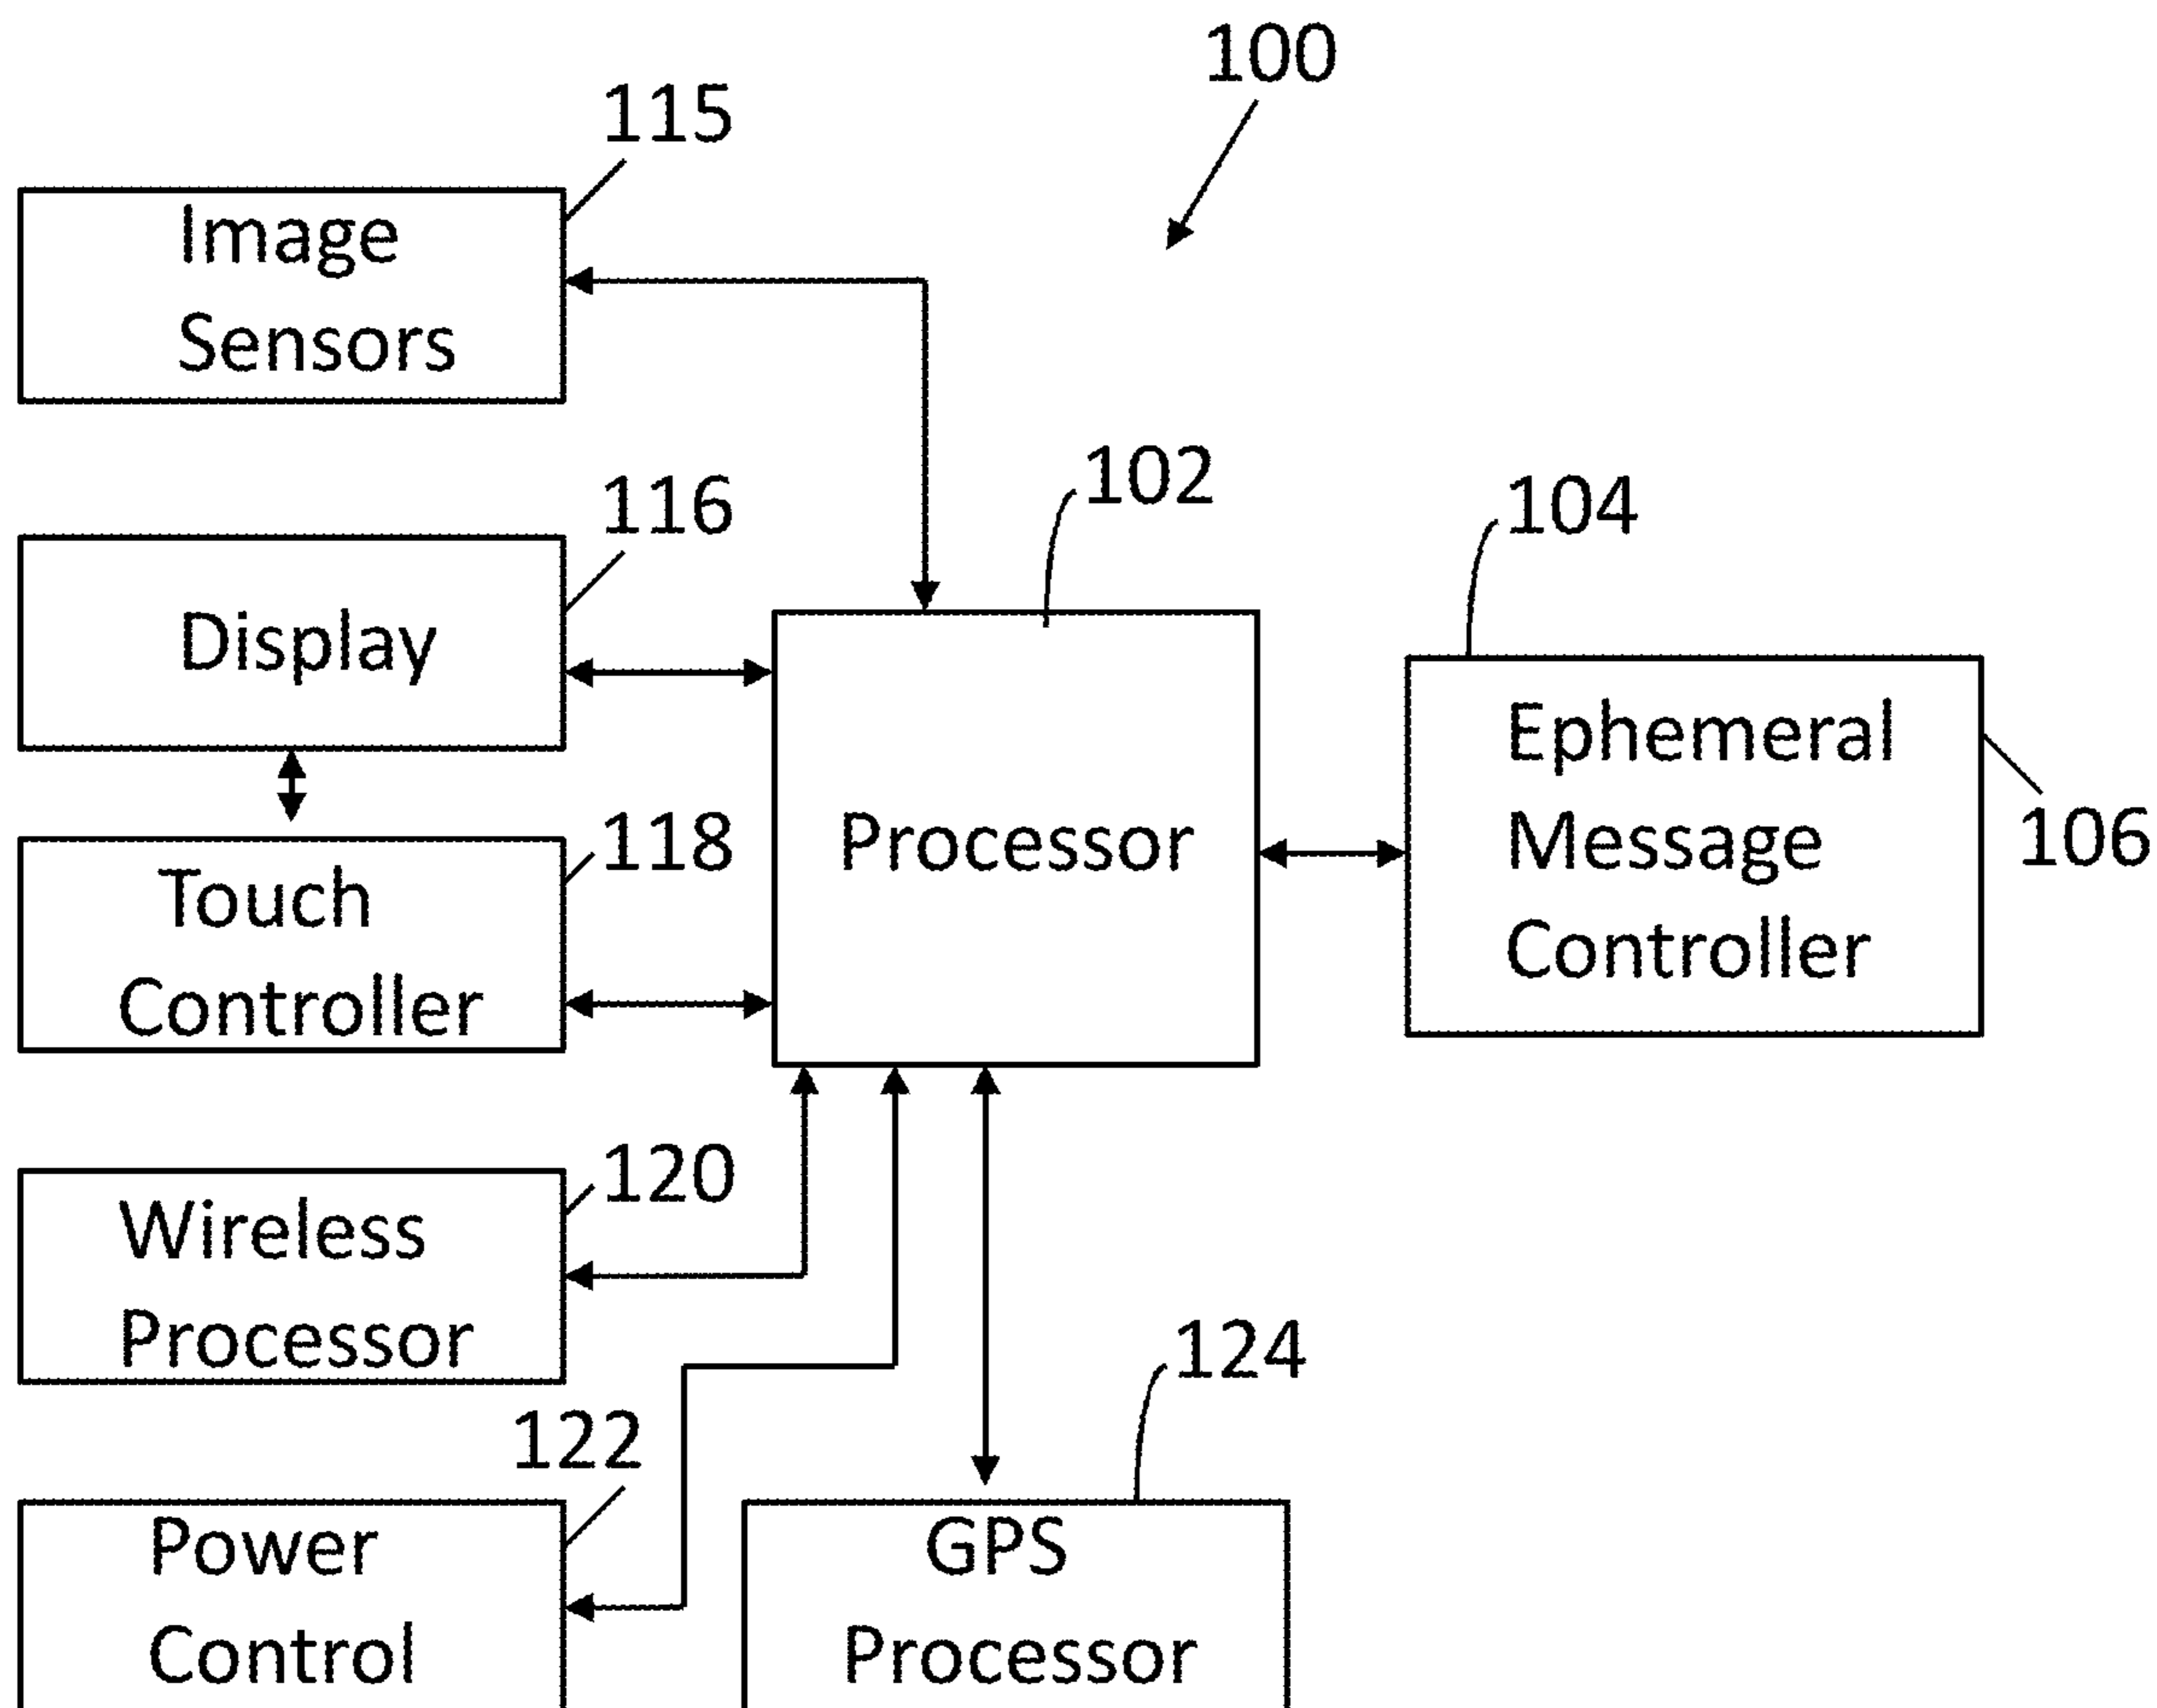 100
115
Image
Sensors
102
104
116
Display
Ephemeral
Message
Controller
106
Processor
118
Touch
Controller
120
Wireless
Processor
124
122
Power
Control
GPS
Processor